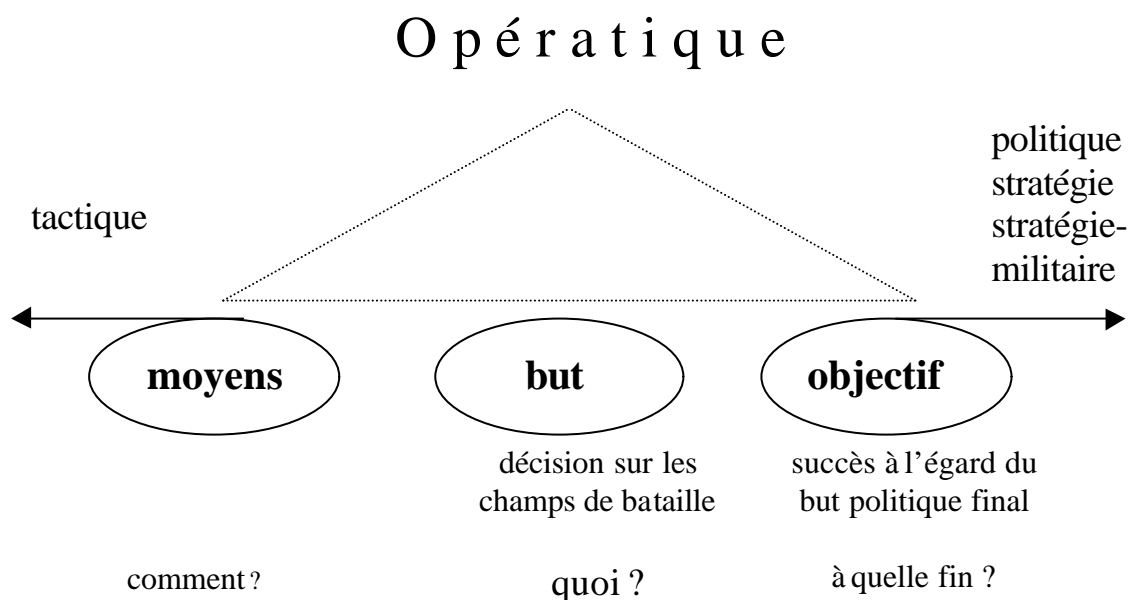 Opératique
politique
stratégie
stratégie-
militaire
tactique
moyens
but
objectif
décision sur les
champs de bataille
succès à l'égard du
but politique final
comment ?
quoi ?
à quelle fin ?